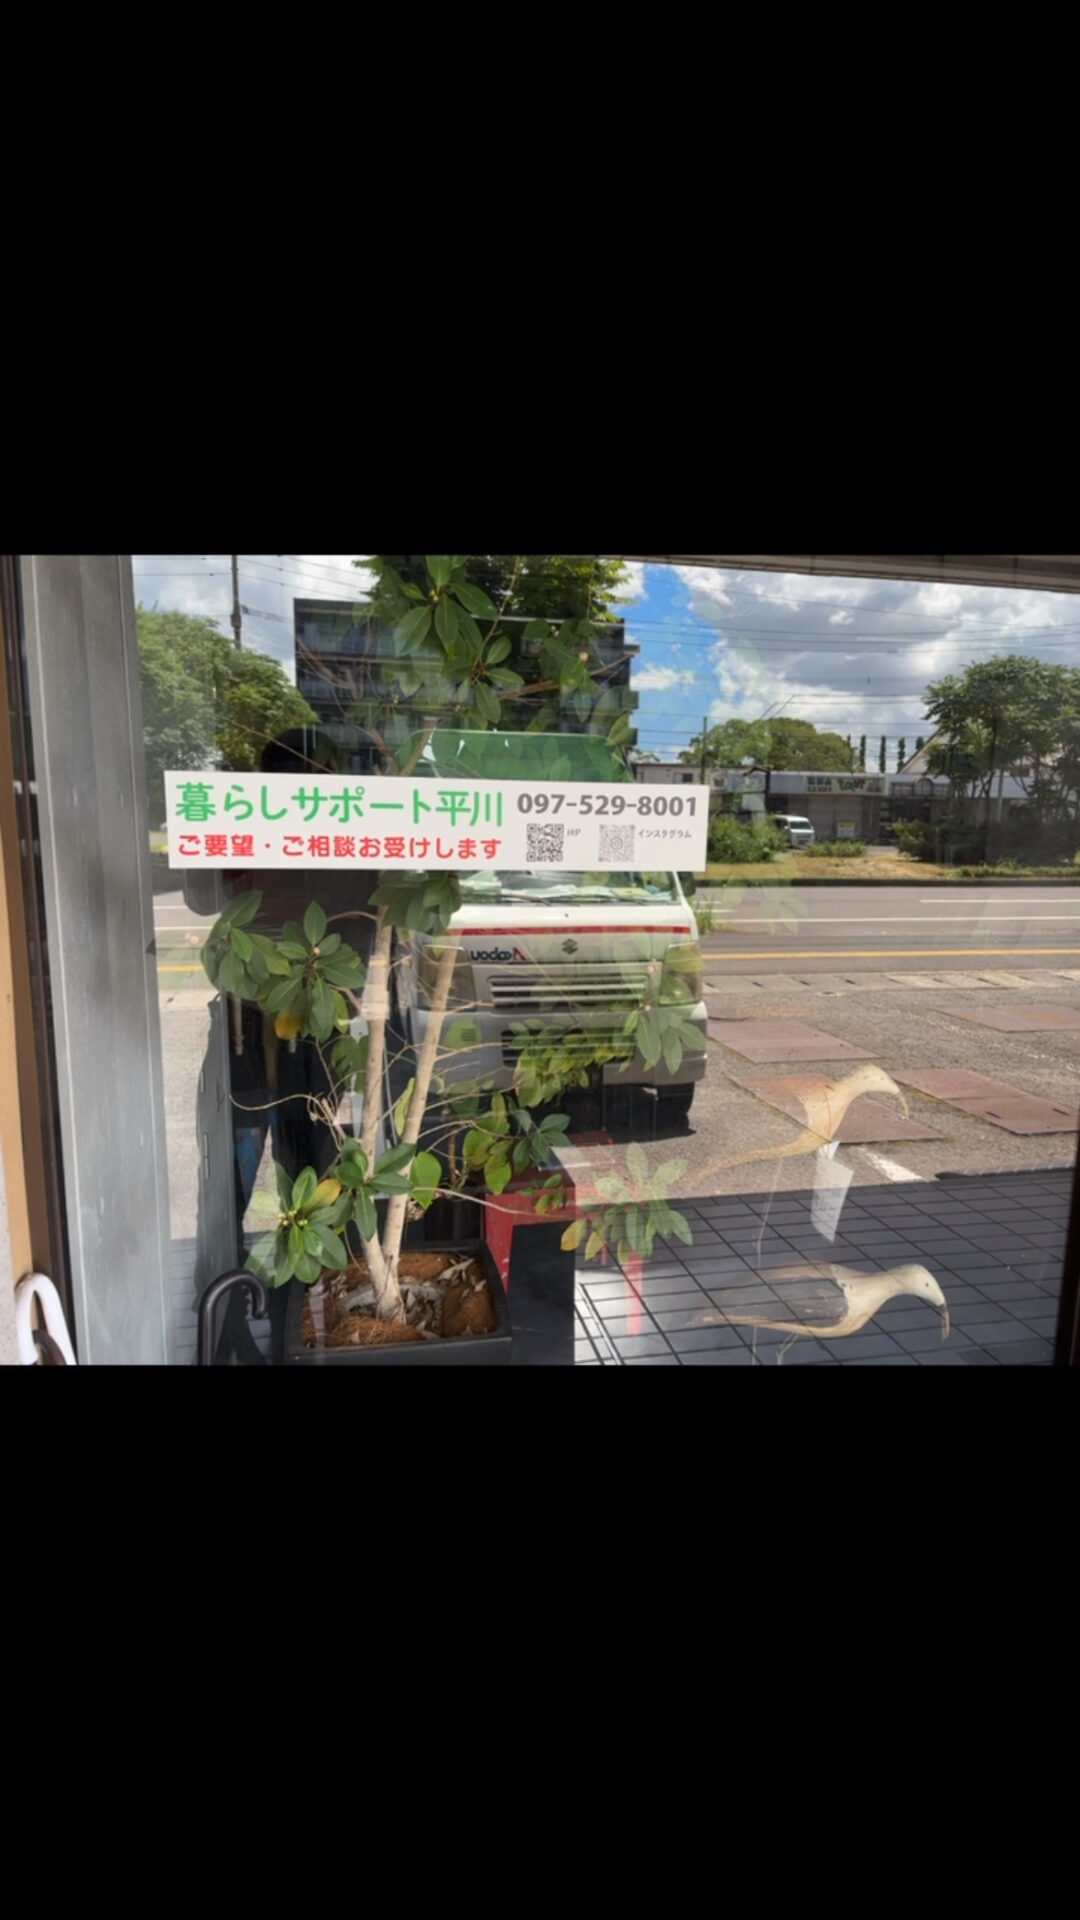 暮らしサポート平川 097-529-8001
ご要望・ご相談お受けします HP インスタグラム